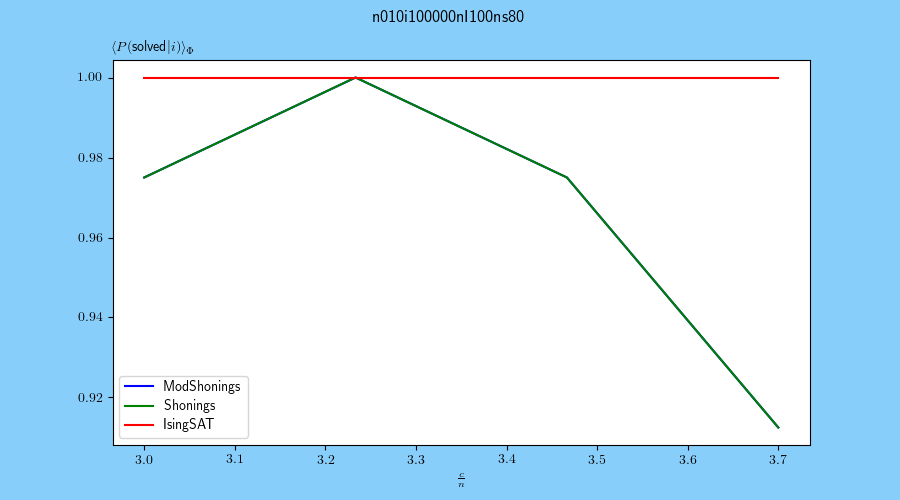 n010i100000nI100ns80
⟨P(solved|i)⟩_Φ
1.00
0.98
0.96
0.94
0.92
ModShonings
Shonings
IsingSAT
3.0 3.1 3.2 3.3 3.4 3.5 3.6 3.7
c/n